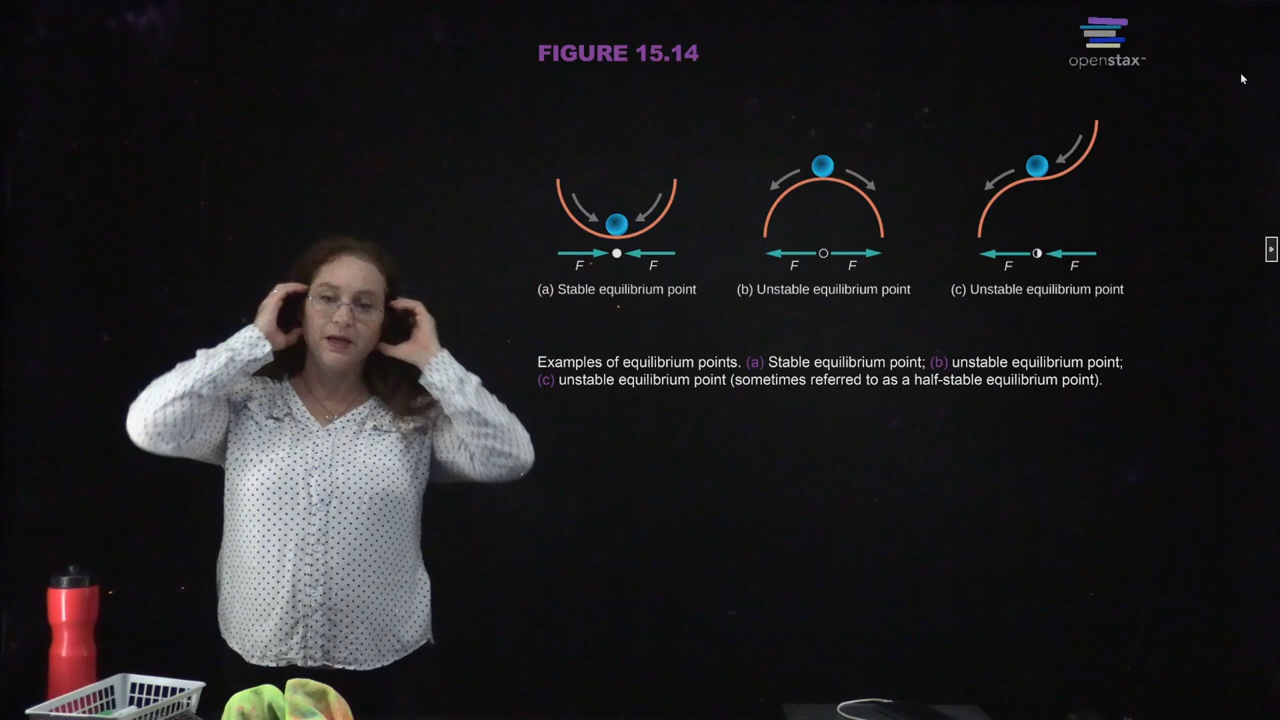 FIGURE 15.14
openstax™
F F
F F
F F
(a) Stable equilibrium point
(b) Unstable equilibrium point
(c) Unstable equilibrium point
Examples of equilibrium points. (a) Stable equilibrium point; (b) unstable equilibrium point;
(c) unstable equilibrium point (sometimes referred to as a half-stable equilibrium point).